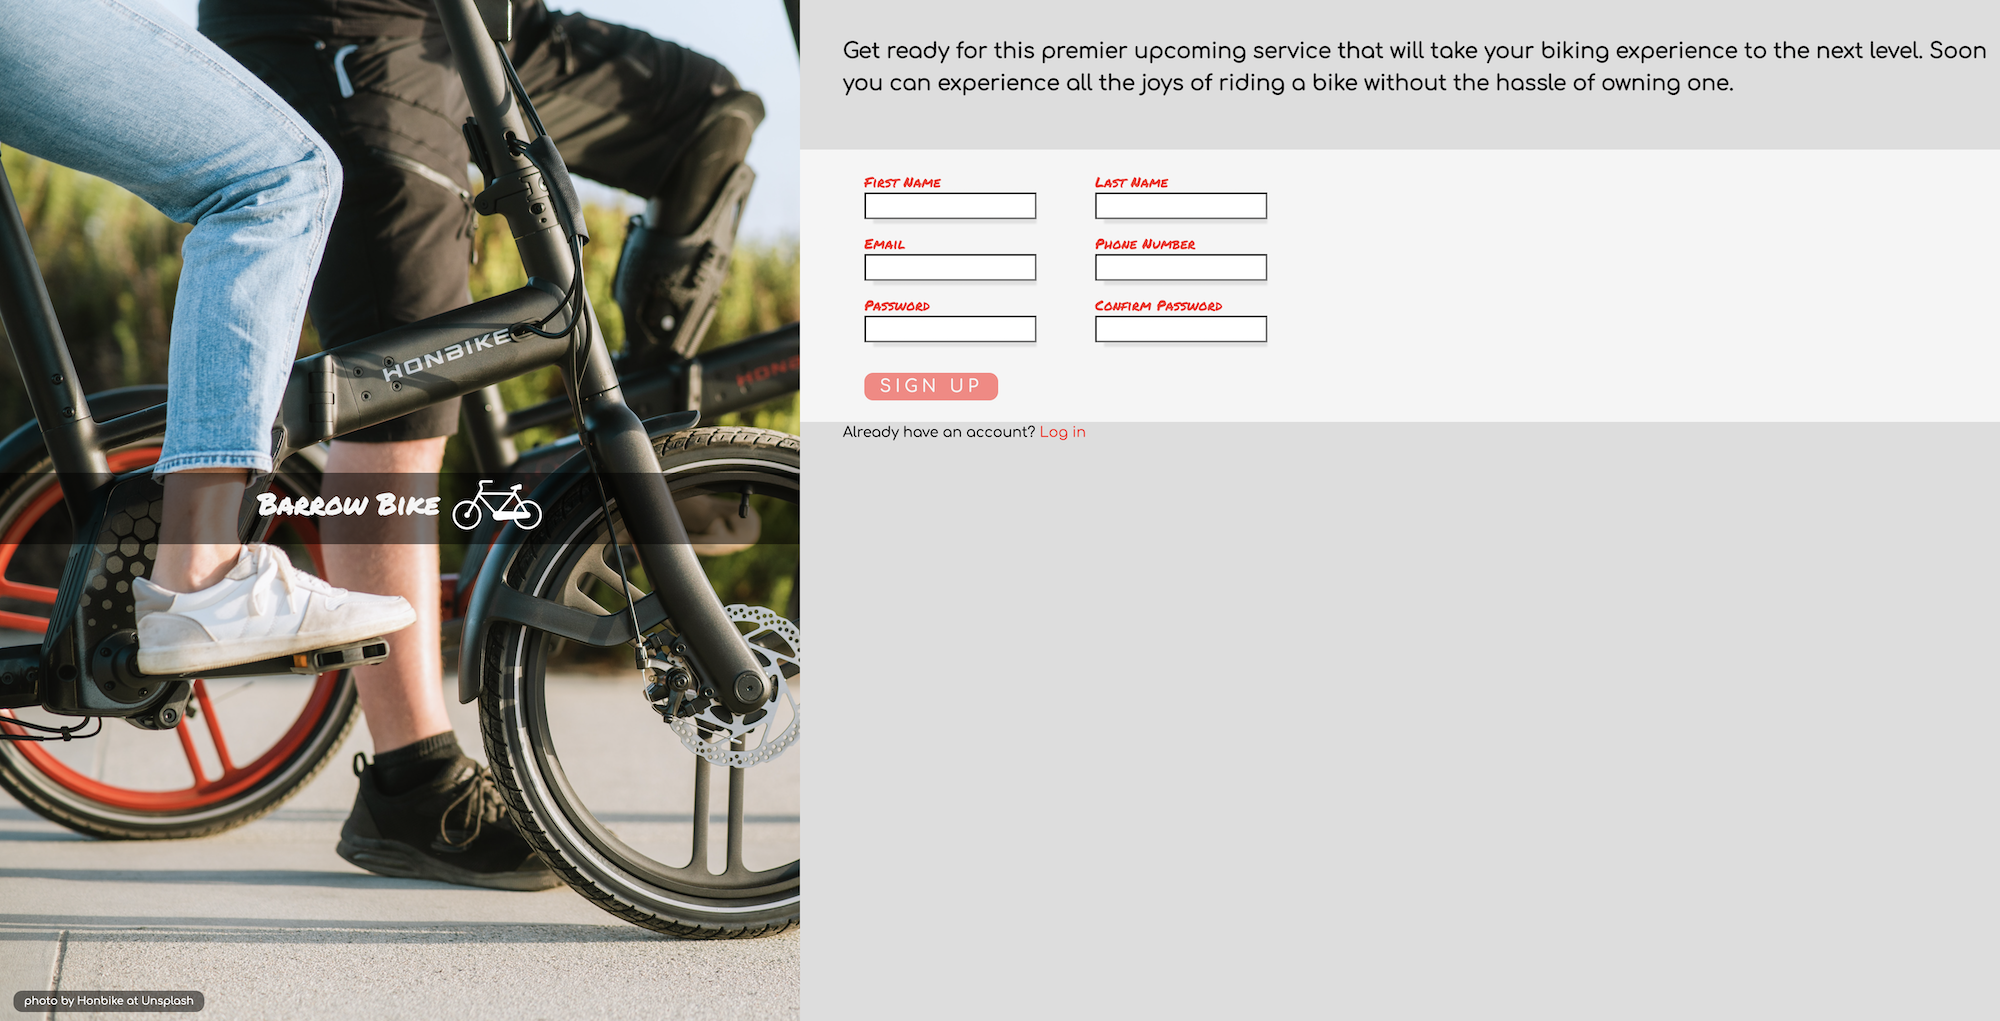 Get ready for this premier upcoming service that will take your biking experience to the next level. Soon
you can experience all the joys of riding a bike without the hassle of owning one.
First Name
Last Name
Email
Phone Number
Password
Confirm Password
SIGN UP
Already have an account? Log in
HONBIKE
Barrow Bike
photo by Honbike at Unsplash